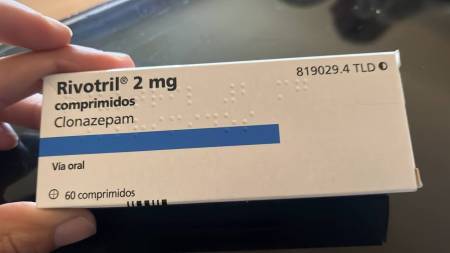 Rivotril® 2 mg
819029.4 TLD
comprimidos
Clonazepam
Vía oral
60 comprimidos